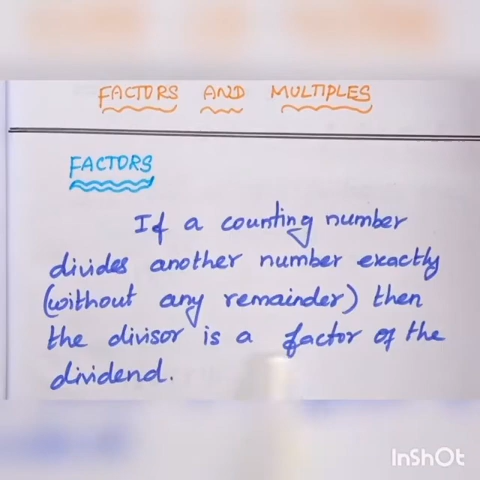 FACTORS AND MULTIPLES
FACTORS
If a counting number
divides another number exactly
(without any remainder) then
the divisor is a factor of the
dividend.
InShOt